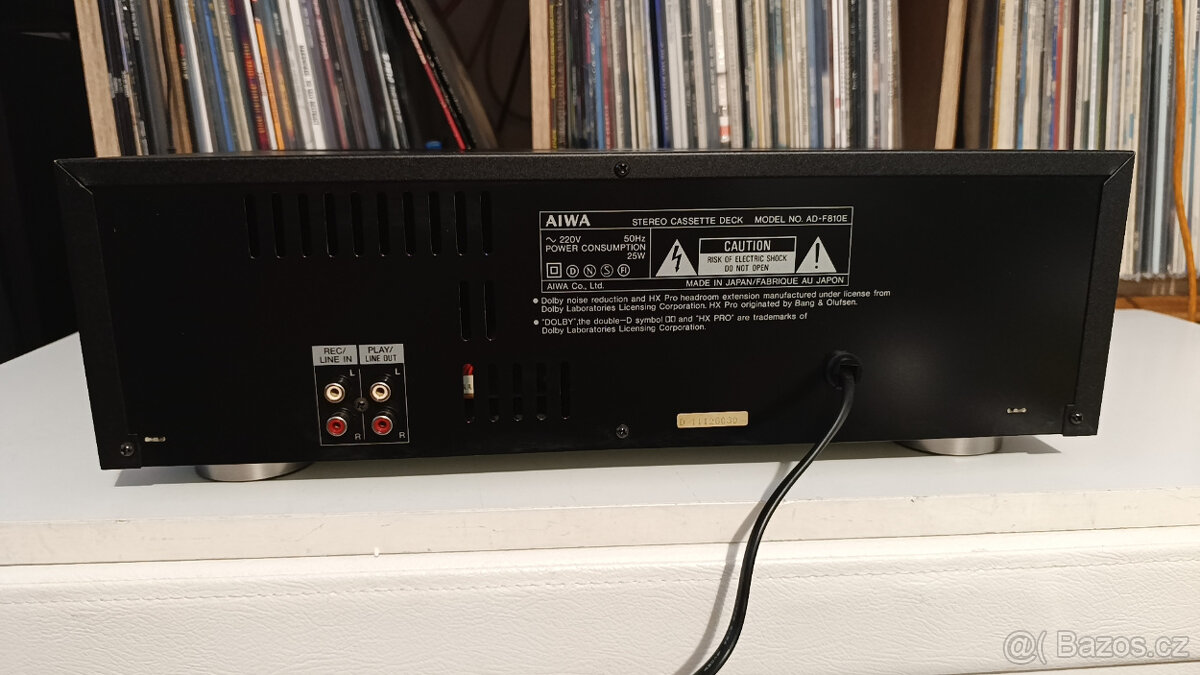 AIWA STEREO CASSETTE DECK MODEL NO. AD-F810E
~ 220V 50Hz
POWER CONSUMPTION
25W
D N S FI
AIWA Co., Ltd.
CAUTION
RISK OF ELECTRIC SHOCK
DO NOT OPEN
MADE IN JAPAN/FABRIQUE AU JAPON
● Dolby noise reduction and HX Pro headroom extension manufactured under license from
Dolby Laboratories Licensing Corporation. HX Pro originated by Bang & Olufsen.
● "DOLBY", the double-D symbol and "HX PRO" are trademarks of
Dolby Laboratories Licensing Corporation.
REC/
LINE IN
PLAY/
LINE OUT
L L
R R
@( Bazos.cz